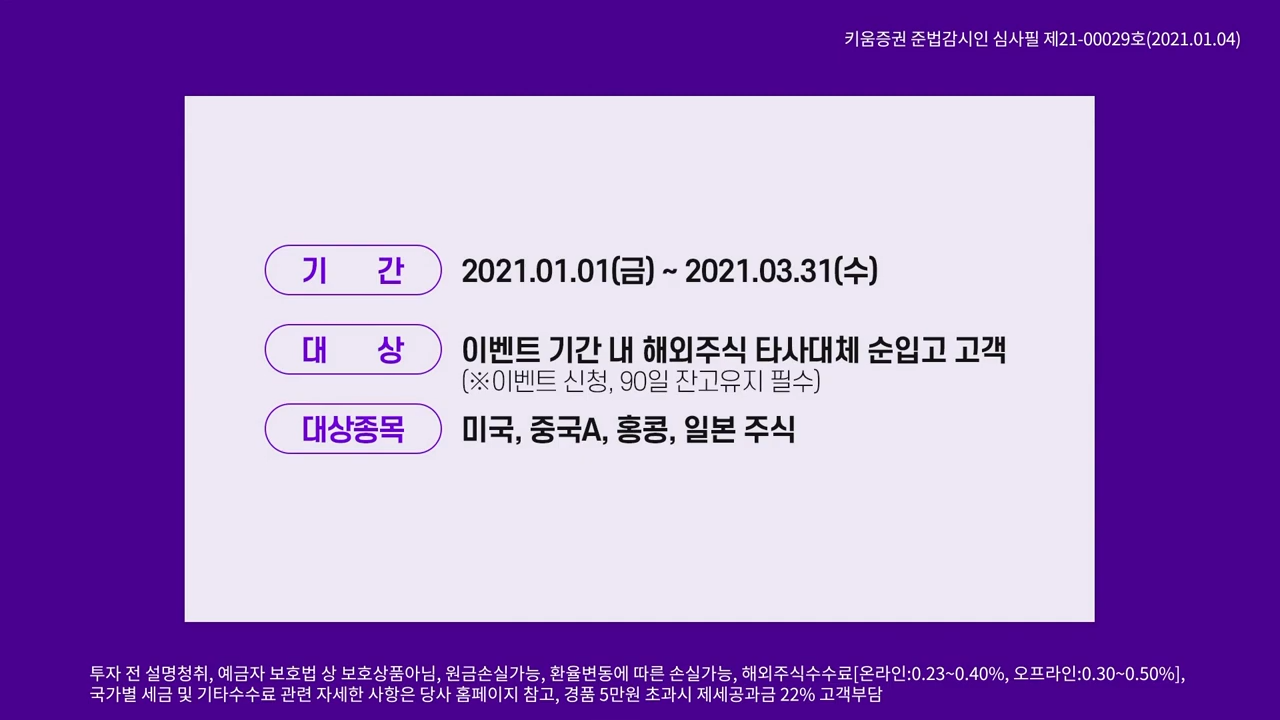 키움증권 준법감시인 심사필 제21-00029호(2021.01.04)
기 간 2021.01.01(금) ~ 2021.03.31(수)
대 상 이벤트 기간 내 해외주식 타사대체 순입고 고객
(※이벤트 신청, 90일 잔고유지 필수)
대상종목 미국, 중국A, 홍콩, 일본 주식
투자 전 설명청취, 예금자 보호법 상 보호상품아님, 원금손실가능, 환율변동에 따른 손실가능, 해외주식수수료[온라인:0.23~0.40%, 오프라인:0.30~0.50%],
국가별 세금 및 기타수수료 관련 자세한 사항은 당사 홈페이지 참고, 경품 5만원 초과시 제세공과금 22% 고객부담